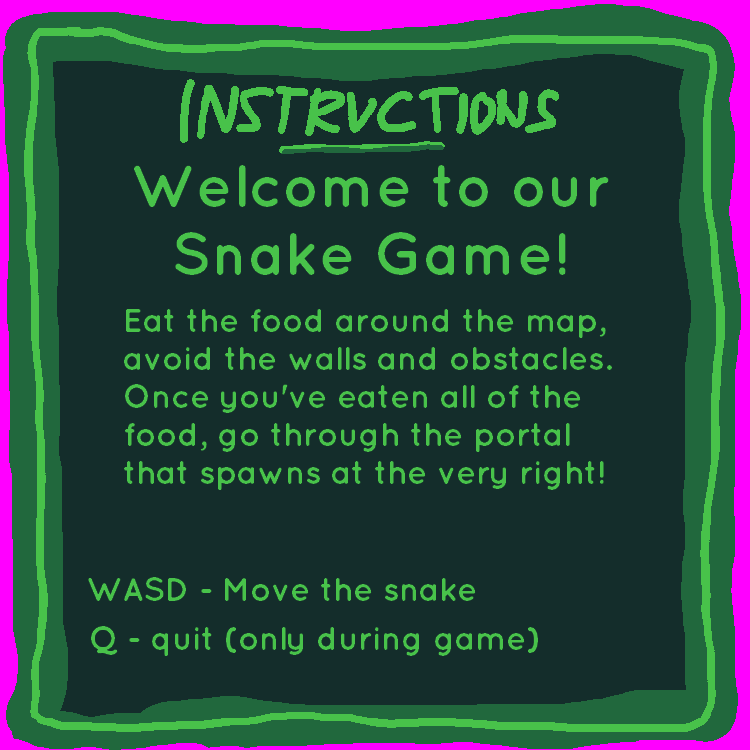 INSTRUCTIONS
Welcome to our
Snake Game!
Eat the food around the map,
avoid the walls and obstacles.
Once you've eaten all of the
food, go through the portal
that spawns at the very right!
WASD - Move the snake
Q - quit (only during game)